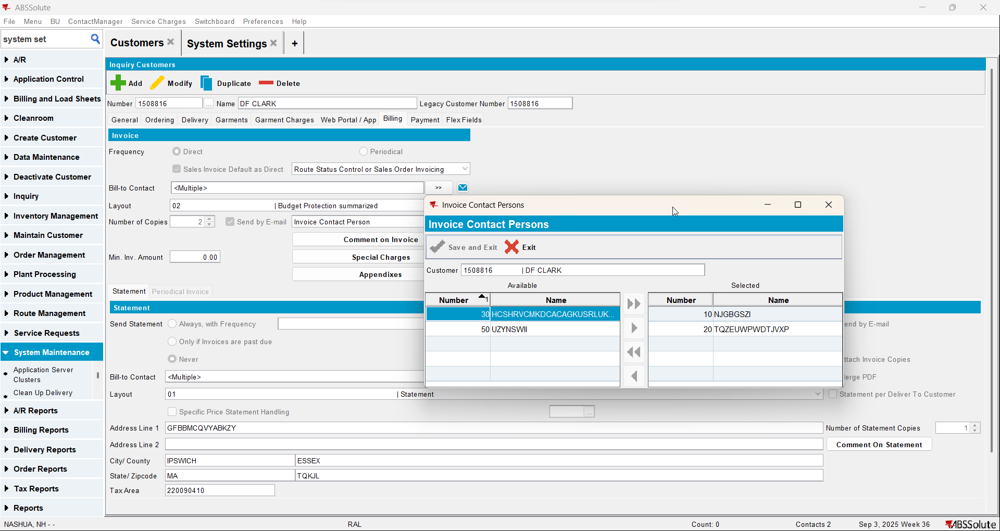 ABSSolute
File Menu BU ContactManager Service Charges Switchboard Preferences Help
system set
Customers
System Settings
+
A/R
Application Control
Billing and Load Sheets
Cleanroom
Create Customer
Data Maintenance
Deactivate Customer
Inquiry
Inventory Management
Maintain Customer
Order Management
Plant Processing
Product Management
Route Management
Service Requests
System Maintenance
Application Server
Clusters
Clean Up Delivery
A/R Reports
Billing Reports
Delivery Reports
Order Reports
Tax Reports
Reports
Inquiry Customers
Add Modify Duplicate Delete
Number 1508816 ... Name DF CLARK Legacy Customer Number 1508816
General Ordering Delivery Garments Garment Charges Web Portal / App Billing Payment Flex Fields
Invoice
Frequency Direct Periodical
Sales Invoice Default as Direct Route Status Control or Sales Order Invoicing
Bill-to Contact <Multiple> >>
Layout 02 | Budget Protection summarized
Number of Copies 2 Send by E-mail Invoice Contact Person
Comment on Invoice
Min. Inv. Amount 0.00 Special Charges
Appendixes
Statement Periodical Invoice
Statement
Send Statement Always, with Frequency
end by E-mail
Only if Invoices are past due
Never
ttach Invoice Copies
Bill-to Contact <Multiple>
lerge PDF
Layout 01 | Statement
Statement per Deliver To Customer
Specific Price Statement Handling ...
Address Line 1 GFBBMCQVYABKZY
Number of Statement Copies 1
Address Line 2
Comment On Statement
City/ County IPSWICH ESSEX
State/ Zipcode MA TQKJL
Tax Area 220090410
Invoice Contact Persons
Invoice Contact Persons
Save and Exit Exit
Customer 1508816 | DF CLARK
Available Selected
Number 1 Name Number Name
30 HCSHRVCMKDCACAGKUSRLUK... 10 NJGBGSZI
50 UZYNSWII 20 TQZEUWPWDTJVXP
NASHUA, NH - - RAL Count: 0 Contacts 2 Sep 3, 2025 Week 36 ABSSolute